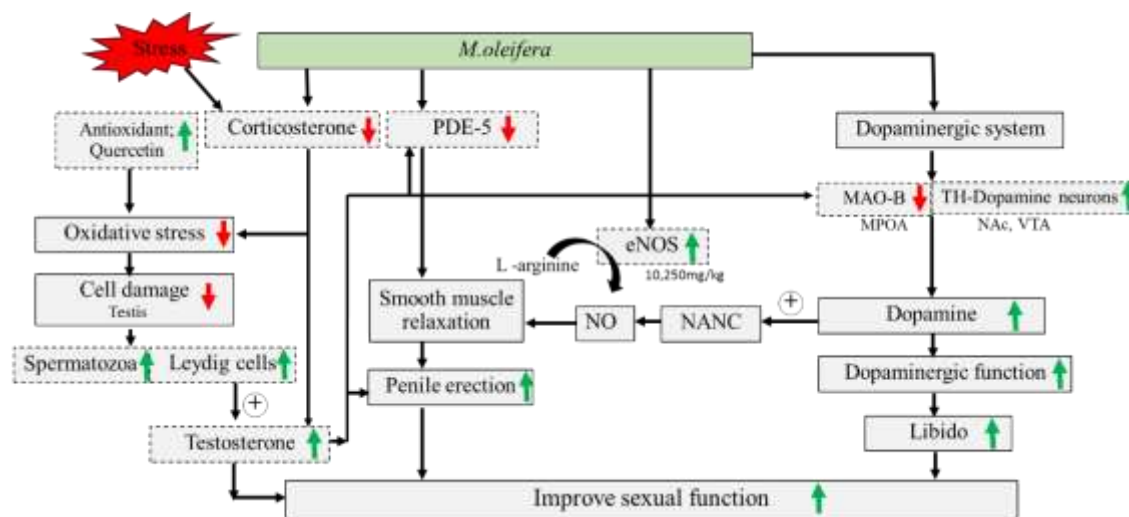 Stress
M.oleifera
Antioxidant;
Quercetin
Corticosterone
PDE-5
Dopaminergic system
MAO-B
TH-Dopamine neurons
MPOA
NAc, VTA
Oxidative stress
eNOS
L -arginine
10,250mg/kg
Cell damage
Testis
Smooth muscle
relaxation
NO
NANC
+
Dopamine
Spermatozoa
Leydig cells
Penile erection
Dopaminergic function
+
Testosterone
Libido
Improve sexual function